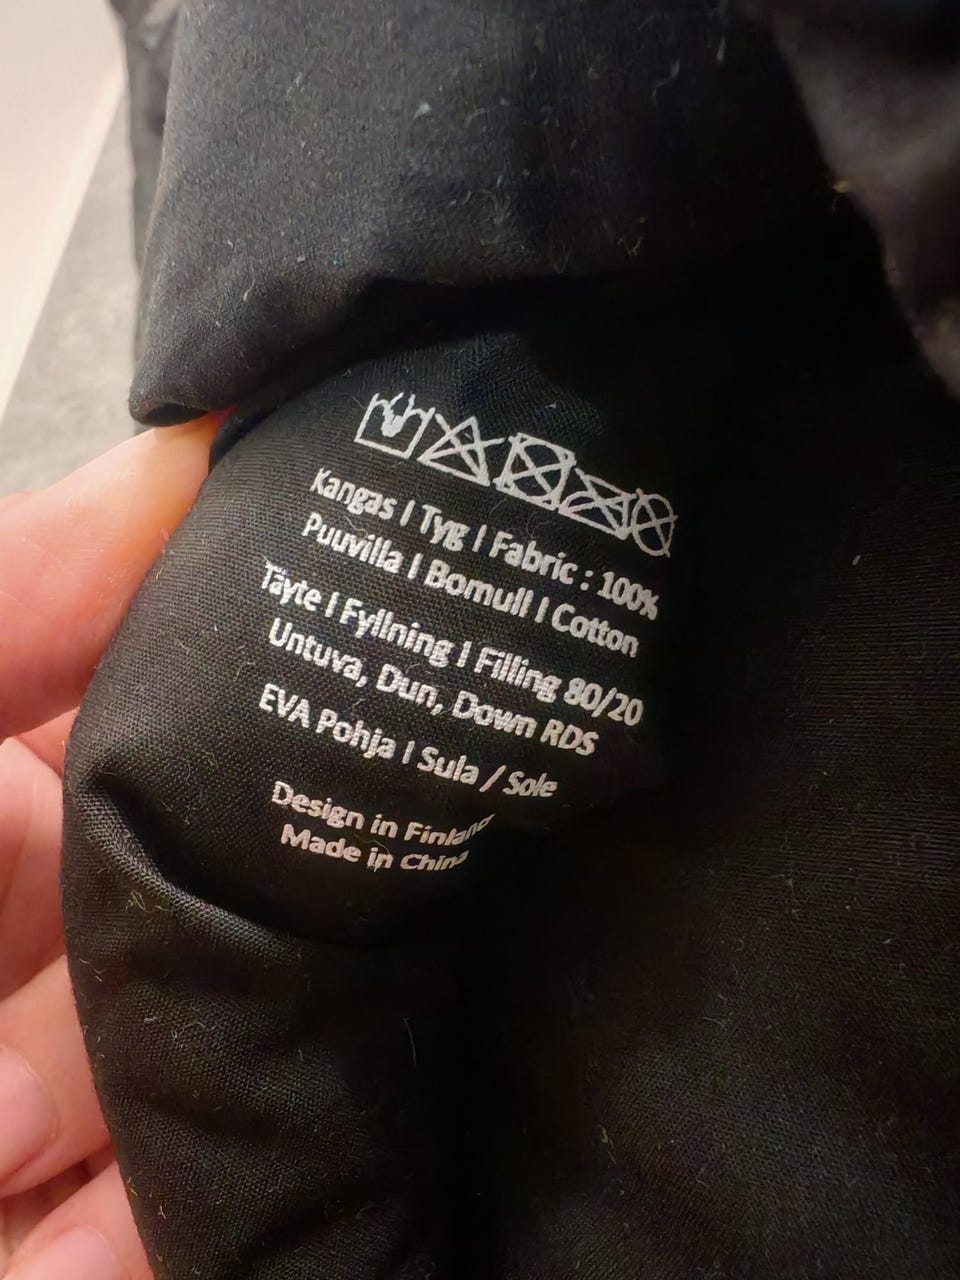 Kangas | Tyg | Fabric : 100%
Puuvilla | Bomull | Cotton
Täyte | Fyllning | Filling 80/20
Untuva, Dun, Down RDS
EVA Pohja | Sula / Sole
Design in Finland
Made in China